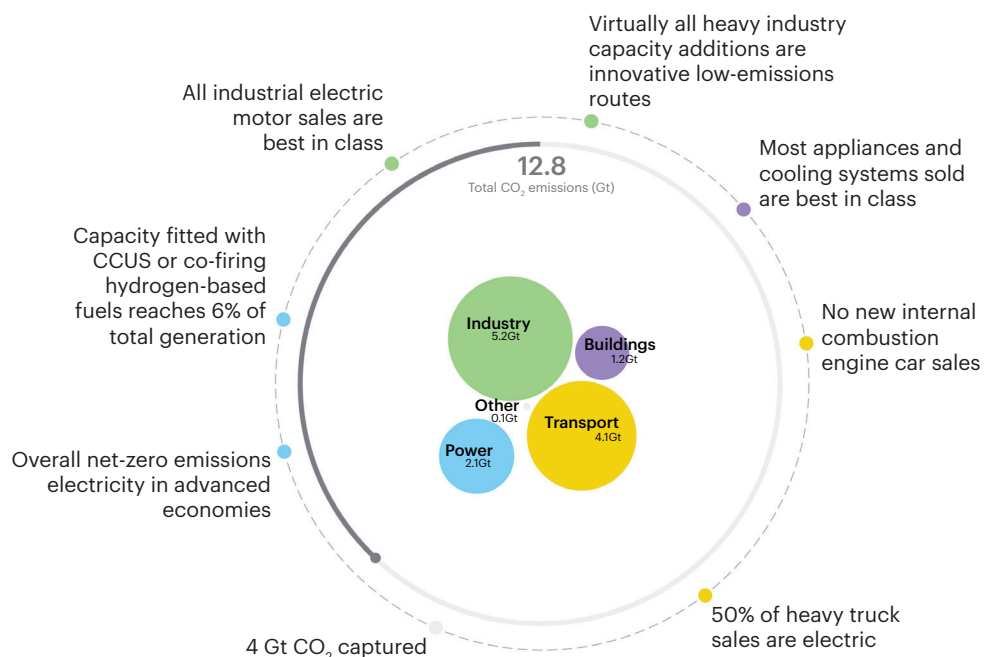 Virtually all heavy industry
capacity additions are
innovative low-emissions
routes
All industrial electric
motor sales are
best in class
12.8
Total CO₂ emissions (Gt)
Most appliances and
cooling systems sold
are best in class
Capacity fitted with
CCUS or co-firing
hydrogen-based
fuels reaches 6% of
total generation
Industry
5.2Gt
Buildings
1.2Gt
No new internal
combustion
engine car sales
Other
0.1Gt
Transport
4.1Gt
Power
2.1Gt
Overall net-zero emissions
electricity in advanced
economies
50% of heavy truck
sales are electric
4 Gt CO₂ captured